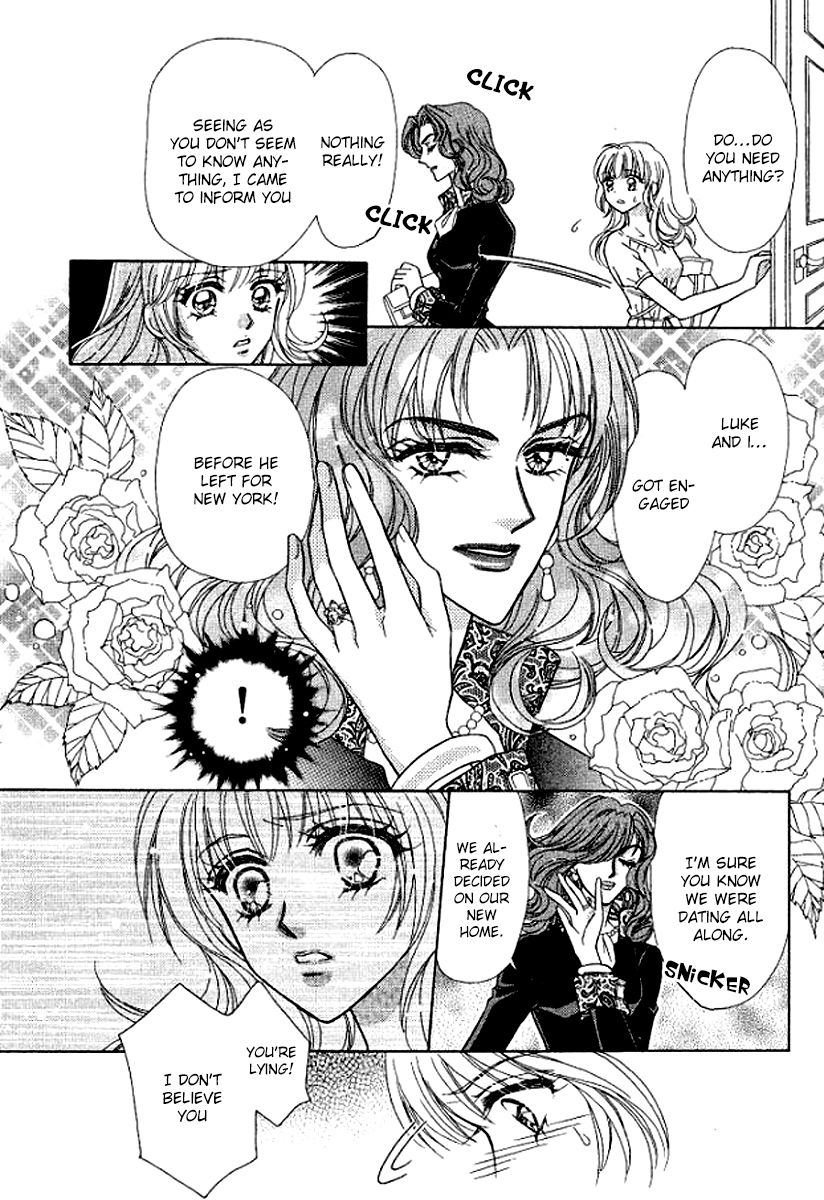 DO...DO
YOU NEED
ANYTHING?
CLICK
CLICK
NOTHING
REALLY!
SEEING AS
YOU DON'T SEEM
TO KNOW ANY-
THING, I CAME
TO INFORM YOU
LUKE
AND I...
GOT EN-
GAGED
BEFORE HE
LEFT FOR
NEW YORK!
!
I'M SURE
YOU KNOW
WE WERE
DATING ALL
ALONG.
SNICKER
WE AL-
READY
DECIDED
ON OUR
NEW
HOME.
YOU'RE
LYING!
I DON'T
BELIEVE
YOU